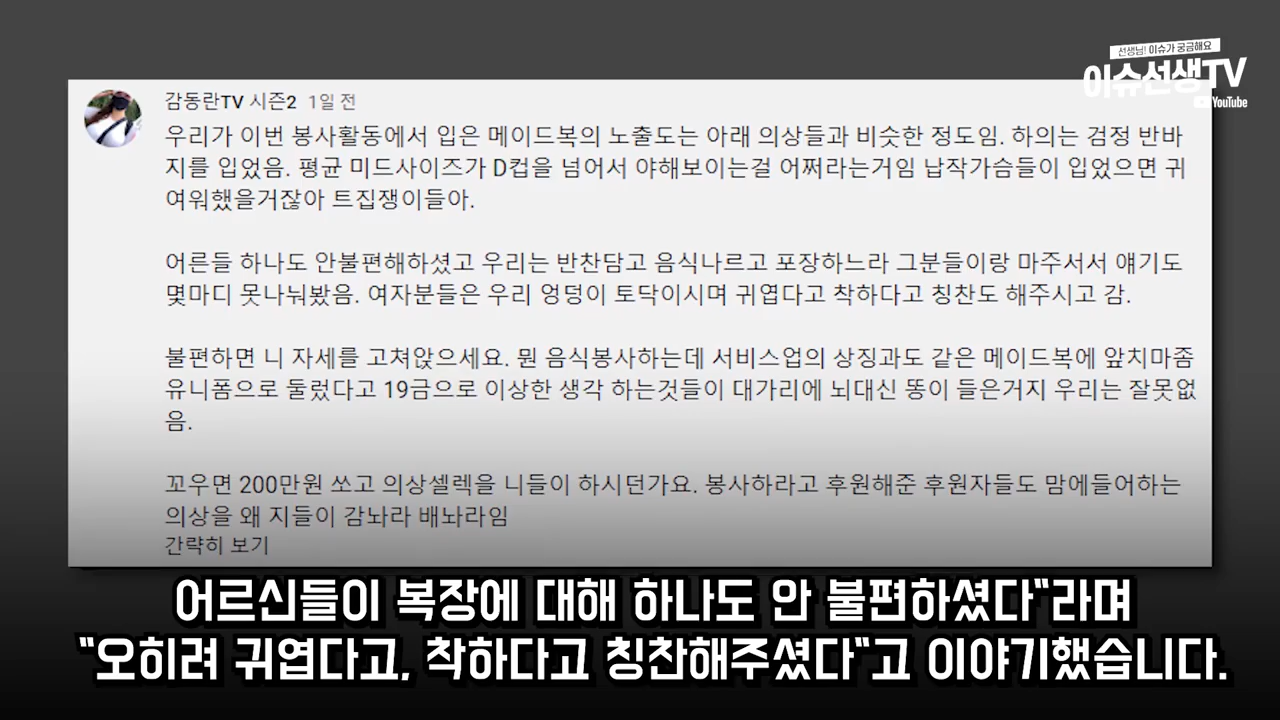 선생님! 이슈가 궁금해요
이슈선생TV
YouTube
감동란TV 시즌2 1일 전
우리가 이번 봉사활동에서 입은 메이드복의 노출도는 아래 의상들과 비슷한 정도임. 하의는 검정 반바
지를 입었음. 평균 미드사이즈가 D컵을 넘어서 야해보이는걸 어쩌라는거임 납작가슴들이 입었으면 귀
여워했을거잖아 트집쟁이들아.
어른들 하나도 안불편해하셨고 우리는 반찬담고 음식나르고 포장하느라 그분들이랑 마주서서 얘기도
몇마디 못나눠봤음. 여자분들은 우리 엉덩이 토닥이시며 귀엽다고 착하다고 칭찬도 해주시고 감.
불편하면 니 자세를 고쳐앉으세요. 뭔 음식봉사하는데 서비스업의 상징과도 같은 메이드복에 앞치마좀
유니폼으로 둘렀다고 19금으로 이상한 생각 하는것들이 대가리에 뇌대신 똥이 들은거지 우리는 잘못없
음.
꼬우면 200만원 쏘고 의상셀렉을 니들이 하시던가요. 봉사하라고 후원해준 후원자들도 맘에들어하는
의상을 왜 지들이 감놔라 배놔라임
간략히 보기
어르신들이 복장에 대해 하나도 안 불편하셨다"라며
"오히려 귀엽다고, 착하다고 칭찬해주셨다"고 이야기했습니다.